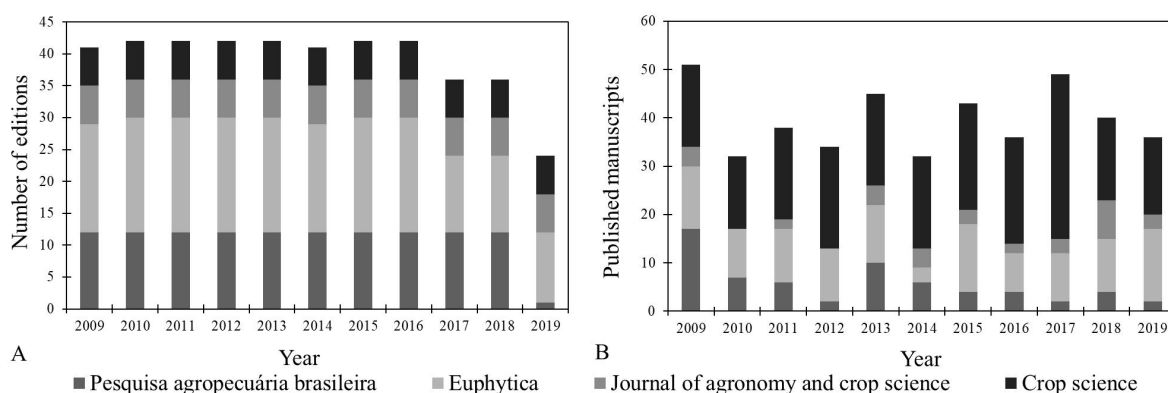 45
40
35
30
25
20
15
10
5
0
Number of editions
2009 2010 2011 2012 2013 2014 2015 2016 2017 2018 2019
Year
A
60
50
40
30
20
10
0
Published manuscripts
2009 2010 2011 2012 2013 2014 2015 2016 2017 2018 2019
Year
B
Pesquisa agropecuária brasileira Euphytica Journal of agronomy and crop science Crop science